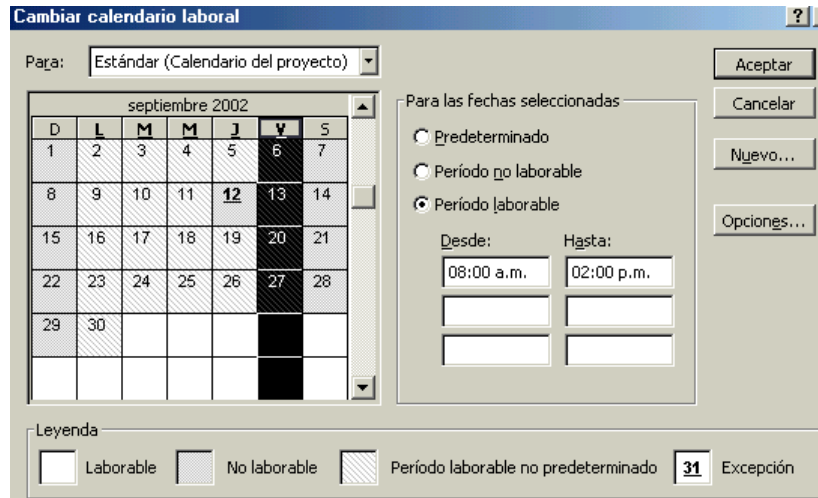 Cambiar calendario laboral ?
Para: Estándar (Calendario del proyecto)
septiembre 2002
D L M M J V S
1 2 3 4 5 6 7
8 9 10 11 12 13 14
15 16 17 18 19 20 21
22 23 24 25 26 27 28
29 30
Para las fechas seleccionadas
Predeterminado
Período no laborable
Período laborable
Desde: Hasta:
08:00 a.m. 02:00 p.m.
Aceptar
Cancelar
Nuevo...
Opciones...
Leyenda
Laborable No laborable Período laborable no predeterminado 31 Excepción